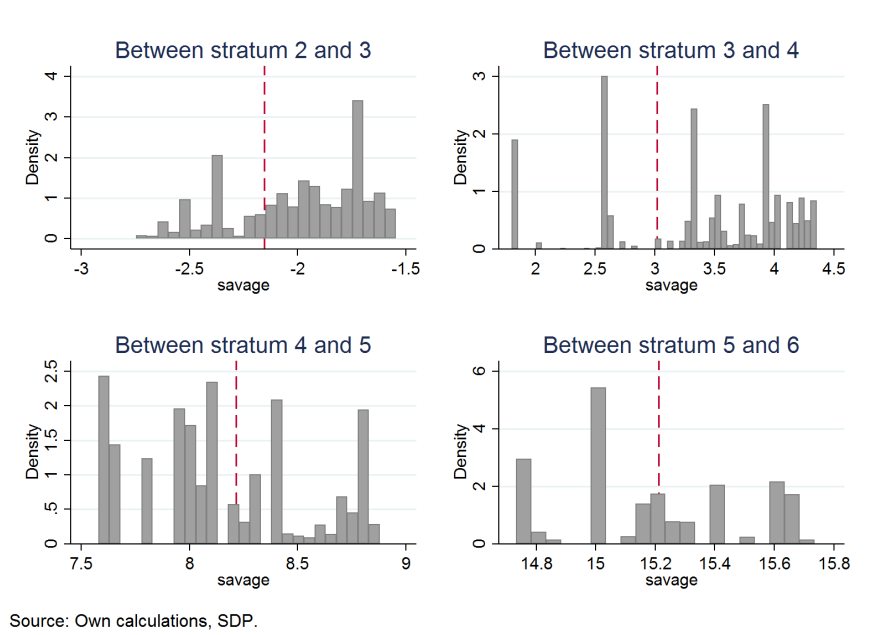 Between stratum 2 and 3
Density
0 1 2 3 4
-3 -2.5 -2 -1.5
savage
Between stratum 3 and 4
Density
0 1 2 3
2 2.5 3 3.5 4 4.5
savage
Between stratum 4 and 5
Density
0 .5 1 1.5 2 2.5
7.5 8 8.5 9
savage
Between stratum 5 and 6
Density
0 2 4 6
14.8 15 15.2 15.4 15.6 15.8
savage
Source: Own calculations, SDP.